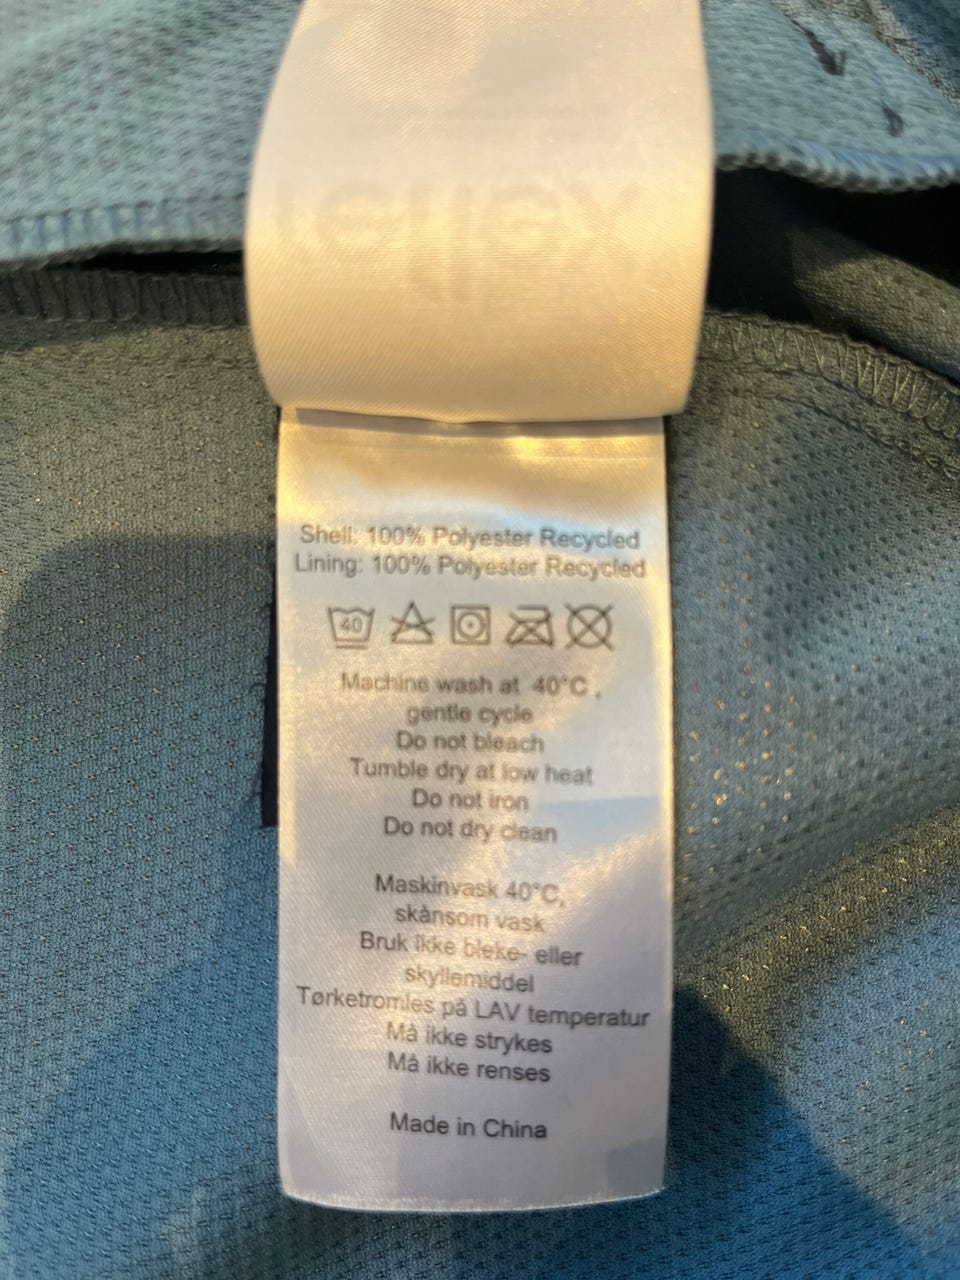 Shell: 100% Polyester Recycled
Lining: 100% Polyester Recycled
40
Machine wash at 40°C ,
gentle cycle
Do not bleach
Tumble dry at low heat
Do not iron
Do not dry clean
Maskinvask 40°C,
skånsom vask
Bruk ikke bleke- eller
skyllemiddel
Tørketromles på LAV temperatur
Må ikke strykes
Må ikke renses
Made in China